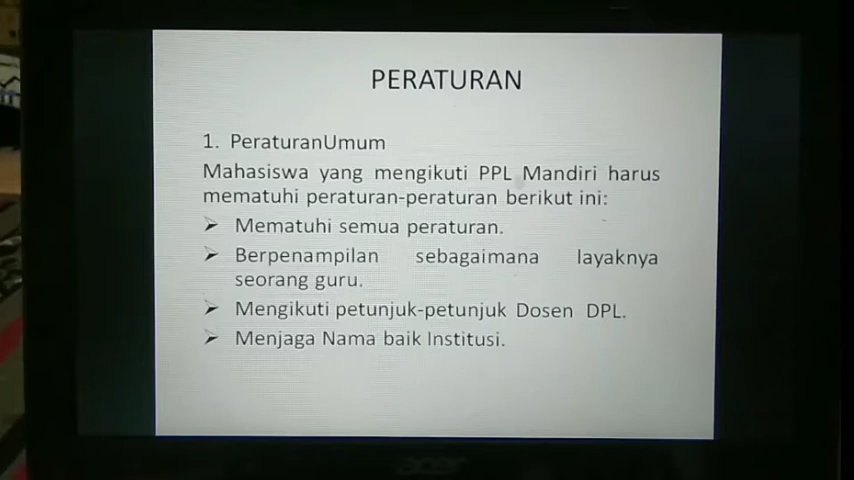 PERATURAN
1. PeraturanUmum
Mahasiswa yang mengikuti PPL Mandiri harus
mematuhi peraturan-peraturan berikut ini:
➢ Mematuhi semua peraturan.
➢ Berpenampilan sebagaimana layaknya
seorang guru.
➢ Mengikuti petunjuk-petunjuk Dosen DPL.
➢ Menjaga Nama baik Institusi.
acer